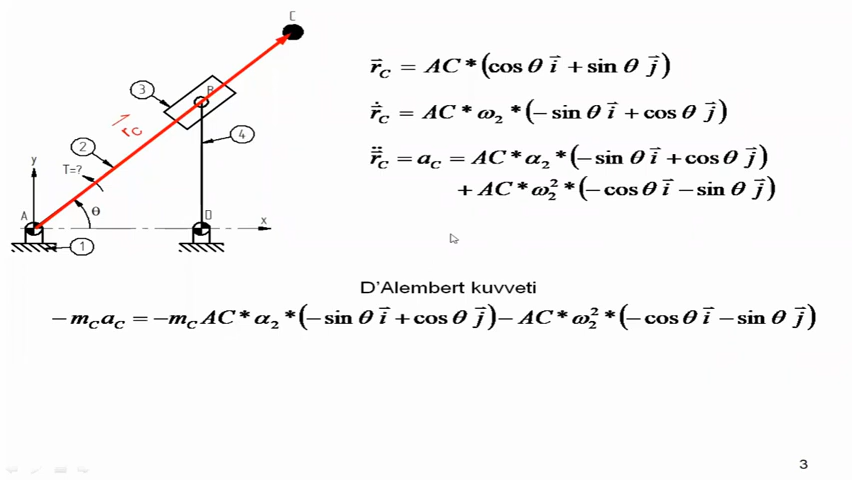 C
B
3
r⃗c
2
4
y
T=?
A
θ
D
x
1
r⃗_C = AC * (cos θ i⃗ + sin θ j⃗)
ṙ⃗_C = AC * ω₂ * (− sin θ i⃗ + cos θ j⃗)
r̈⃗_C = a_C = AC * α₂ * (− sin θ i⃗ + cos θ j⃗)
+ AC * ω₂² * (− cos θ i⃗ − sin θ j⃗)
D'Alembert kuvveti
− m_C a_C = −m_C AC * α₂ * (− sin θ i⃗ + cos θ j⃗) − AC * ω₂² * (− cos θ i⃗ − sin θ j⃗)
3